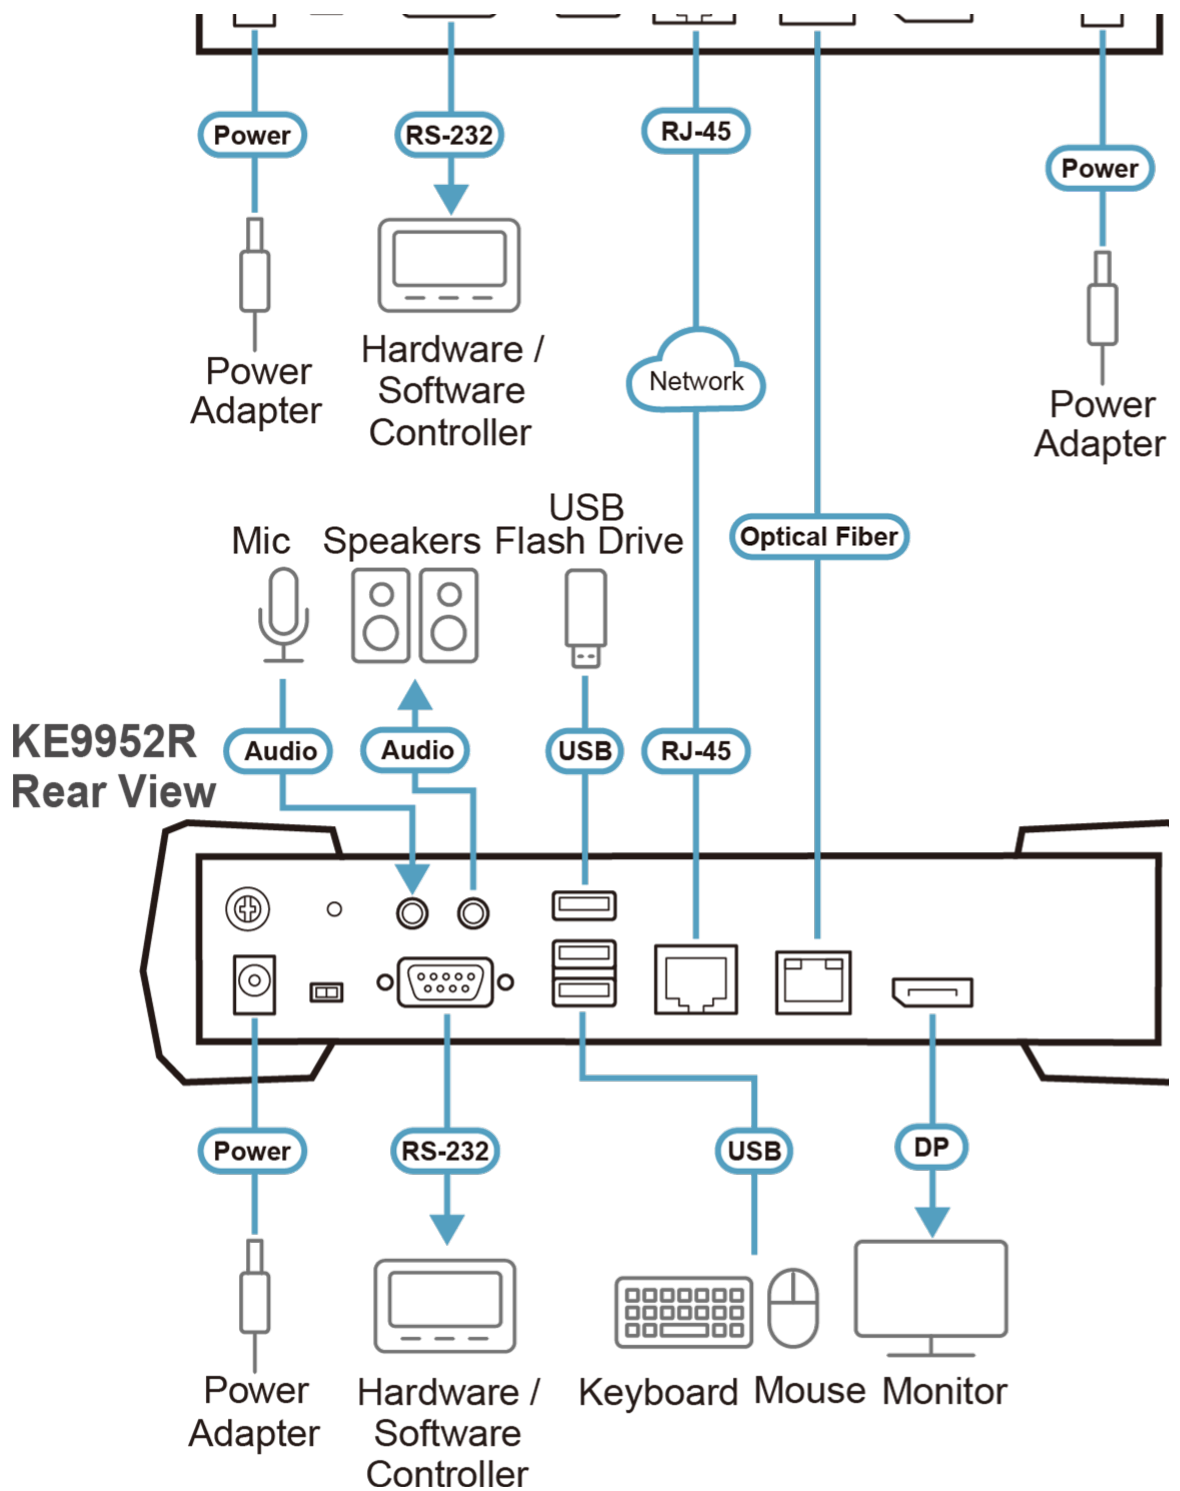 Power
RS-232
RJ-45
Power
Hardware /
Software
Controller
Power
Adapter
Network
Power
Adapter
USB
Mic
Speakers
Flash Drive
Optical Fiber
KE9952R
Rear View
Audio
Audio
USB
RJ-45
Power
RS-232
USB
DP
Power
Adapter
Hardware /
Software
Controller
Keyboard
Mouse
Monitor